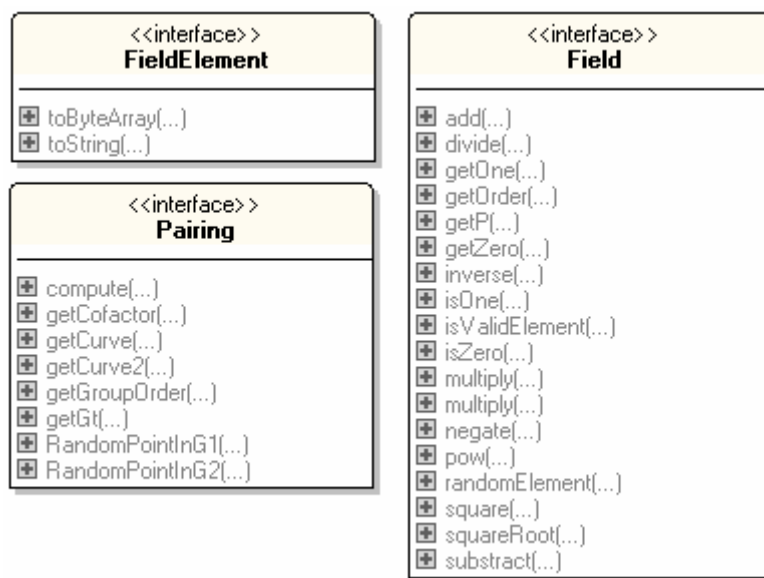 <<interface>>
FieldElement
toByteArray(...)
toString(...)
<<interface>>
Pairing
compute(...)
getCofactor(...)
getCurve(...)
getCurve2(...)
getGroupOrder(...)
getGt(...)
RandomPointInG1(...)
RandomPointInG2(...)
<<interface>>
Field
add(...)
divide(...)
getOne(...)
getOrder(...)
getP(...)
getZero(...)
inverse(...)
isOne(...)
isValidElement(...)
isZero(...)
multiply(...)
multiply(...)
negate(...)
pow(...)
randomElement(...)
square(...)
squareRoot(...)
substract(...)